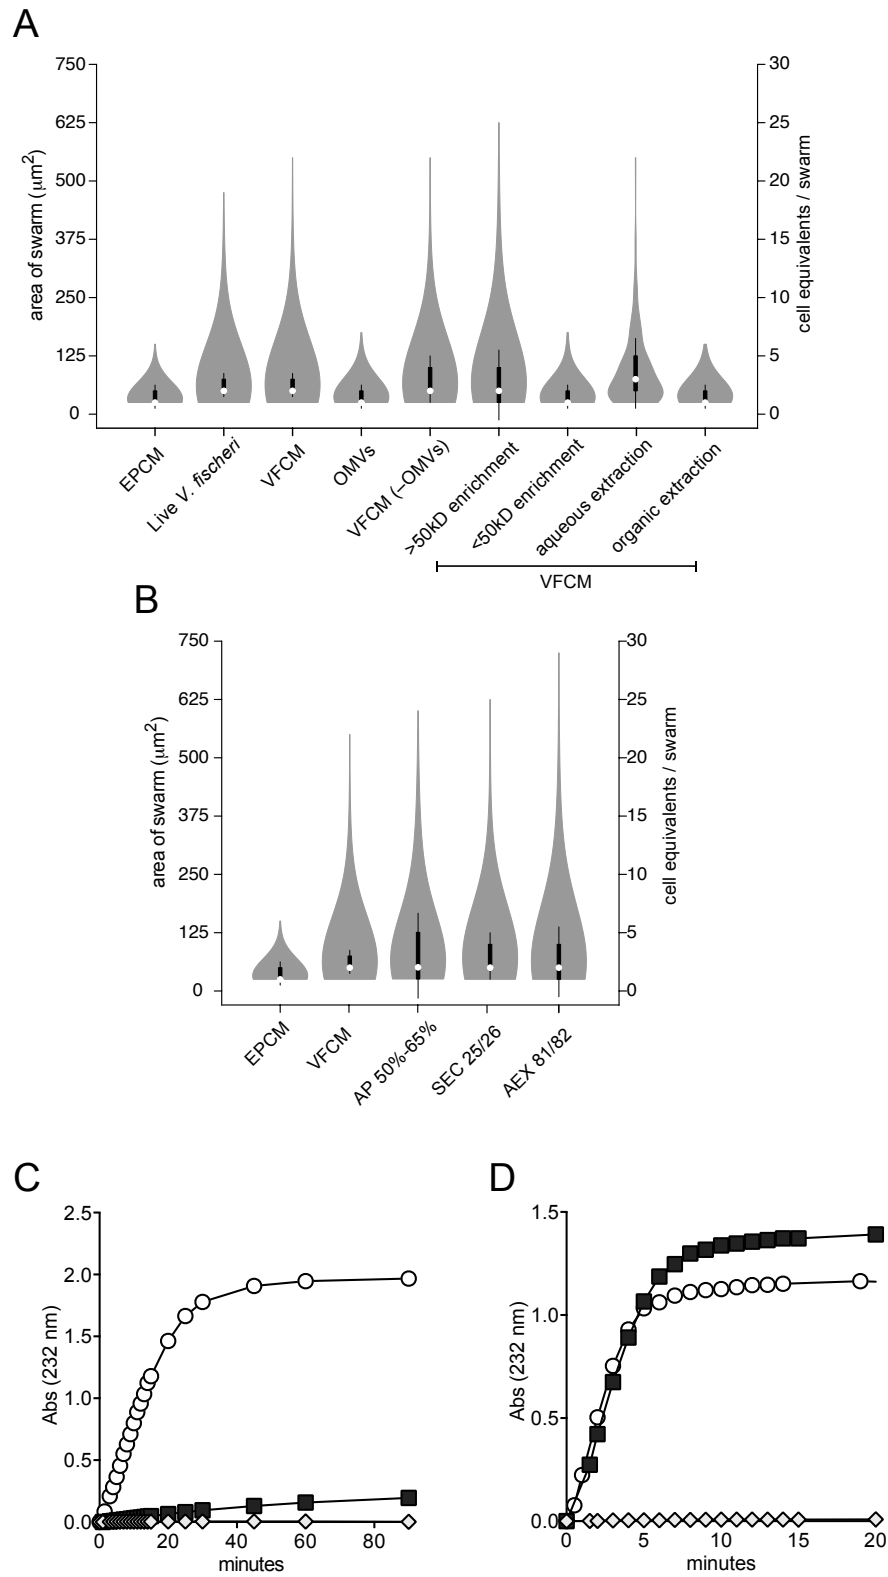 A
750
625
500
375
250
125
0
area of swarm (μm²)
30
25
20
15
10
5
0
cell equivalents / swarm
EPCM
Live V. fischeri
VFCM
OMVs
VFCM (–OMVs)
>50kD enrichment
<50kD enrichment
aqueous extraction
organic extraction
VFCM
B
750
625
500
375
250
125
0
area of swarm (μm²)
30
25
20
15
10
5
0
cell equivalents / swarm
EPCM
VFCM
AP 50%-65%
SEC 25/26
AEX 81/82
C
2.5
2.0
1.5
1.0
0.5
0.0
Abs (232 nm)
0 20 40 60 80
minutes
D
1.5
1.0
0.5
0.0
Abs (232 nm)
0 5 10 15 20
minutes